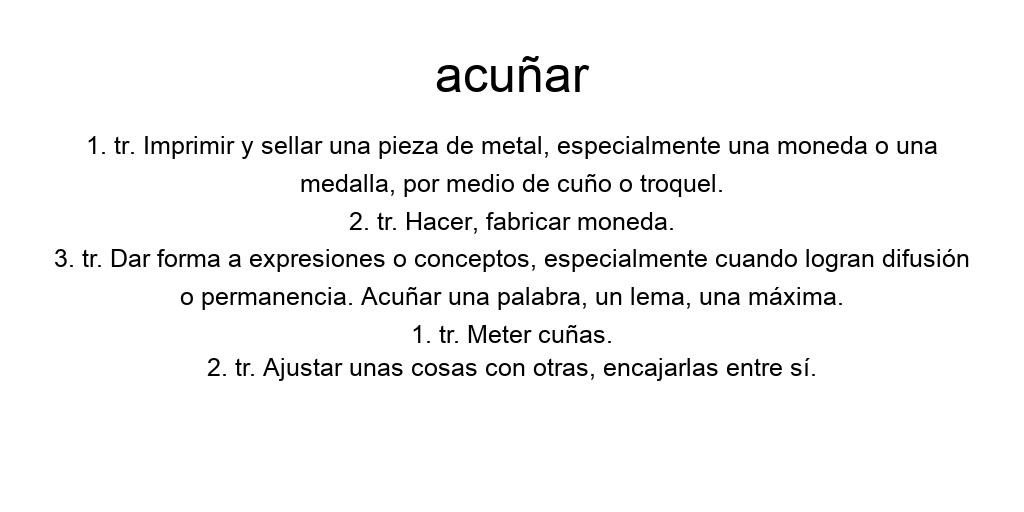 acuñar
1. tr. Imprimir y sellar una pieza de metal, especialmente una moneda o una
medalla, por medio de cuño o troquel.
2. tr. Hacer, fabricar moneda.
3. tr. Dar forma a expresiones o conceptos, especialmente cuando logran difusión
o permanencia. Acuñar una palabra, un lema, una máxima.
1. tr. Meter cuñas.
2. tr. Ajustar unas cosas con otras, encajarlas entre sí.